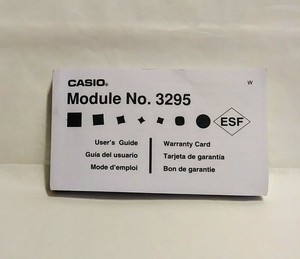 W
CASIO®
Module No. 3295
ESF
User's Guide
Guía del usuario
Mode d'emploi
Warranty Card
Tarjeta de garantía
Bon de garantie